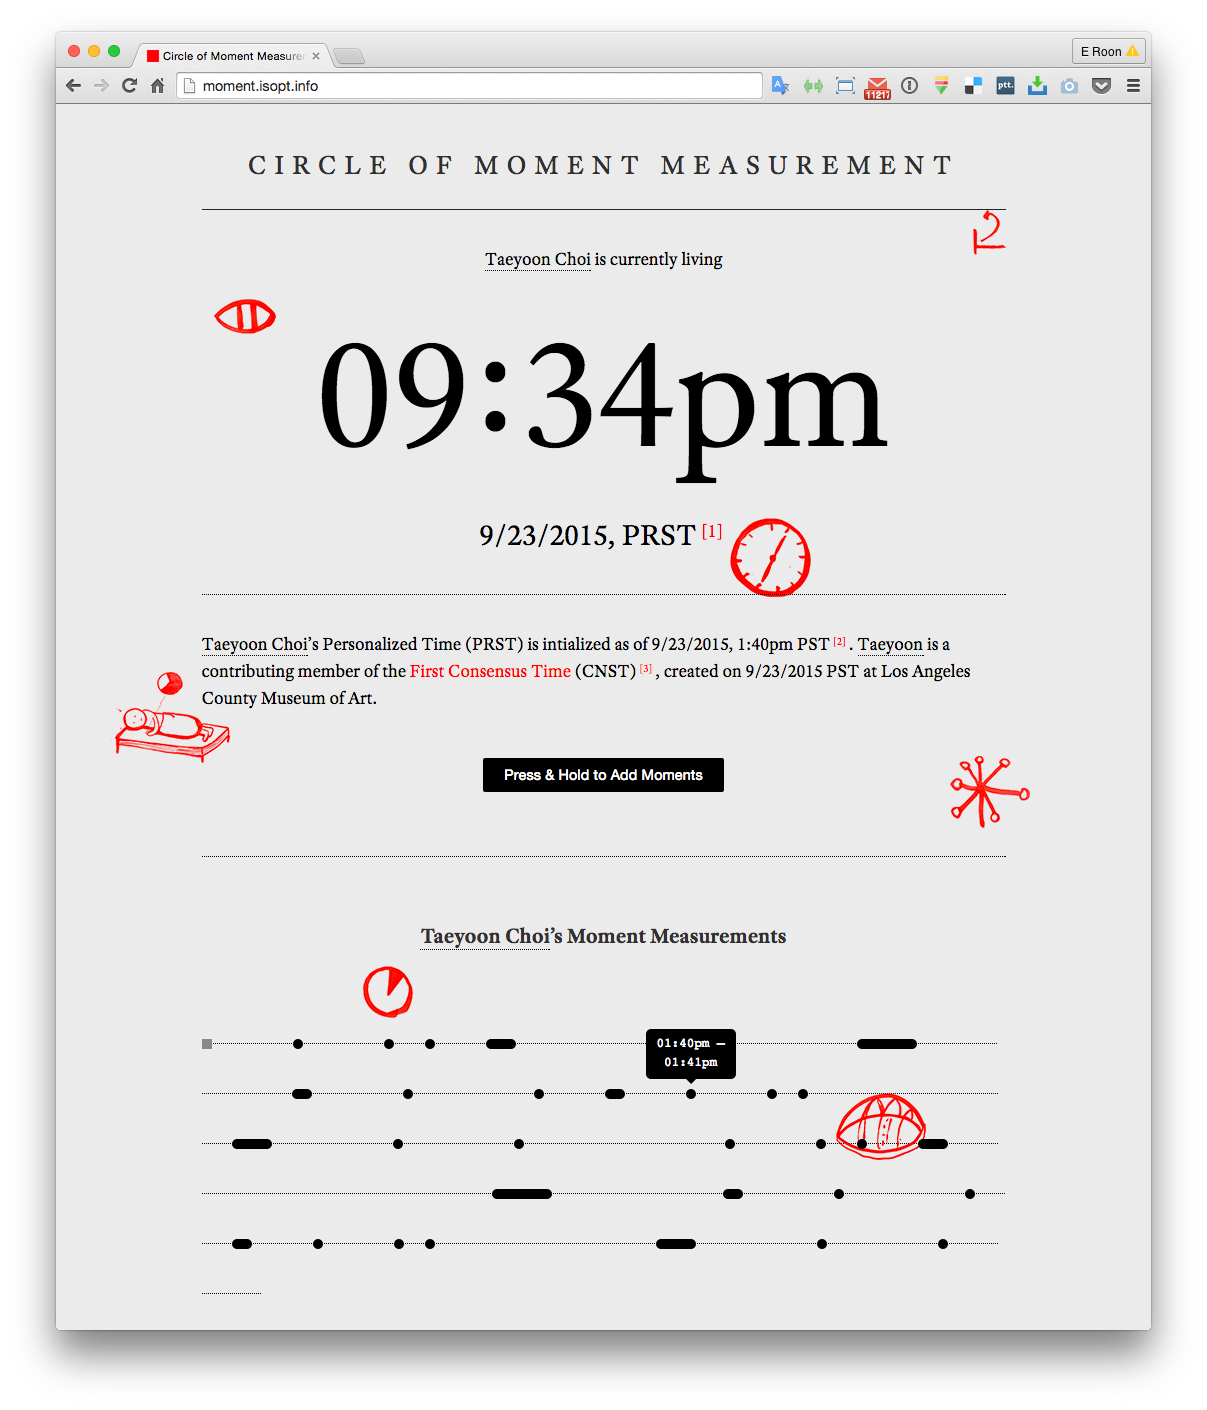 Circle of Moment Measurer
E Roon
moment.isopt.info
11217
ptt.
CIRCLE OF MOMENT MEASUREMENT
Taeyoon Choi is currently living
09:34pm
9/23/2015, PRST [1]
Taeyoon Choi’s Personalized Time (PRST) is intialized as of 9/23/2015, 1:40pm PST [2] . Taeyoon is a
contributing member of the First Consensus Time (CNST) [3] , created on 9/23/2015 PST at Los Angeles
County Museum of Art.
Press & Hold to Add Moments
Taeyoon Choi’s Moment Measurements
01:40pm –
01:41pm